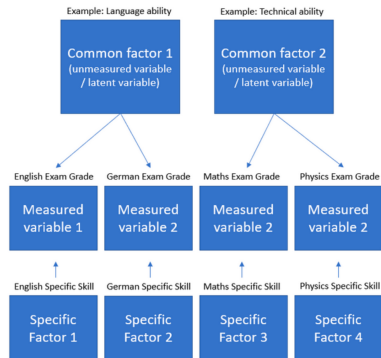 Example: Language ability
Example: Technical ability
Common factor 1
(unmeasured variable
/ latent variable)
Common factor 2
(unmeasured variable
/ latent variable)
English Exam Grade
German Exam Grade
Maths Exam Grade
Physics Exam Grade
Measured
variable 1
Measured
variable 2
Measured
variable 2
Measured
variable 2
English Specific Skill
German Specific Skill
Maths Specific Skill
Physics Specific Skill
Specific
Factor 1
Specific
Factor 2
Specific
Factor 3
Specific
Factor 4